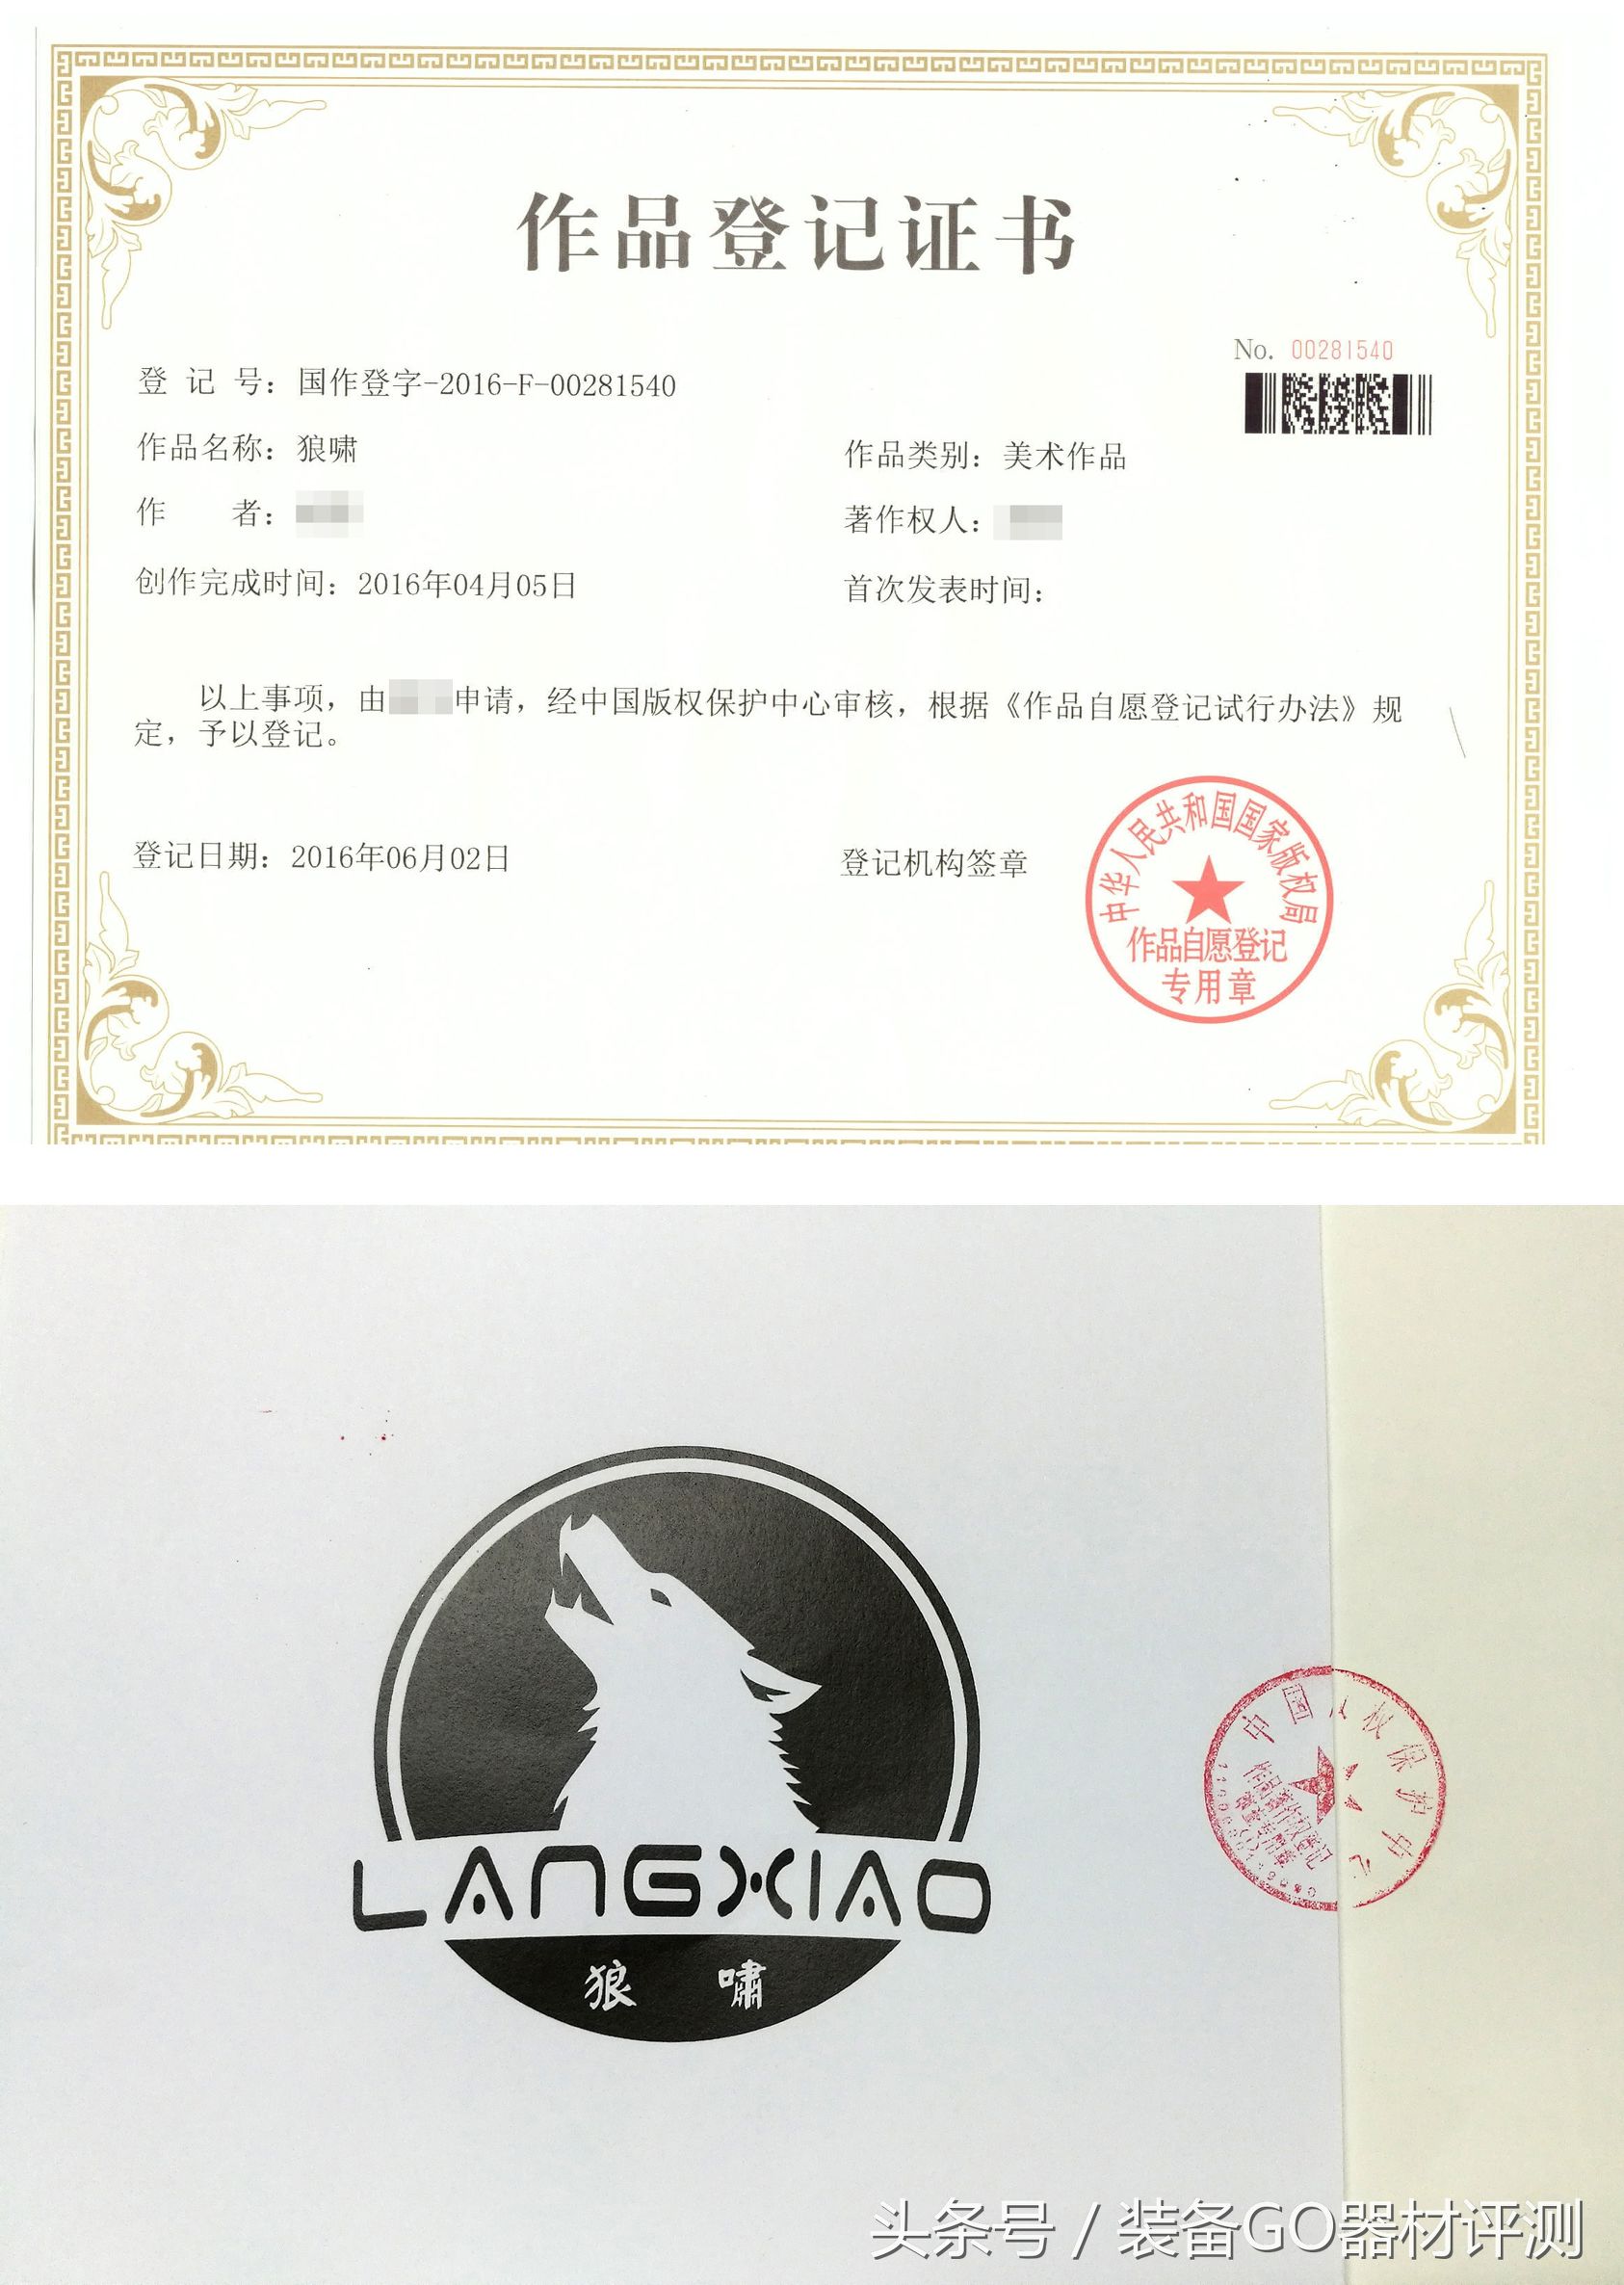 作品登记证书
No. 00281540
登 记 号：国作登字-2016-F-00281540
作品名称：狼啸
作品类别：美术作品
作 者：
著作权人：
创作完成时间：2016年04月05日
首次发表时间：
以上事项，由 申请，经中国版权保护中心审核，根据《作品自愿登记试行办法》规
定，予以登记。
登记日期：2016年06月02日
登记机构签章
中华人民共和国国家版权局
作品自愿登记
专用章
LANGXIAO
狼 啸
中国 权保护中心
头条号 / 装备GO器材评测